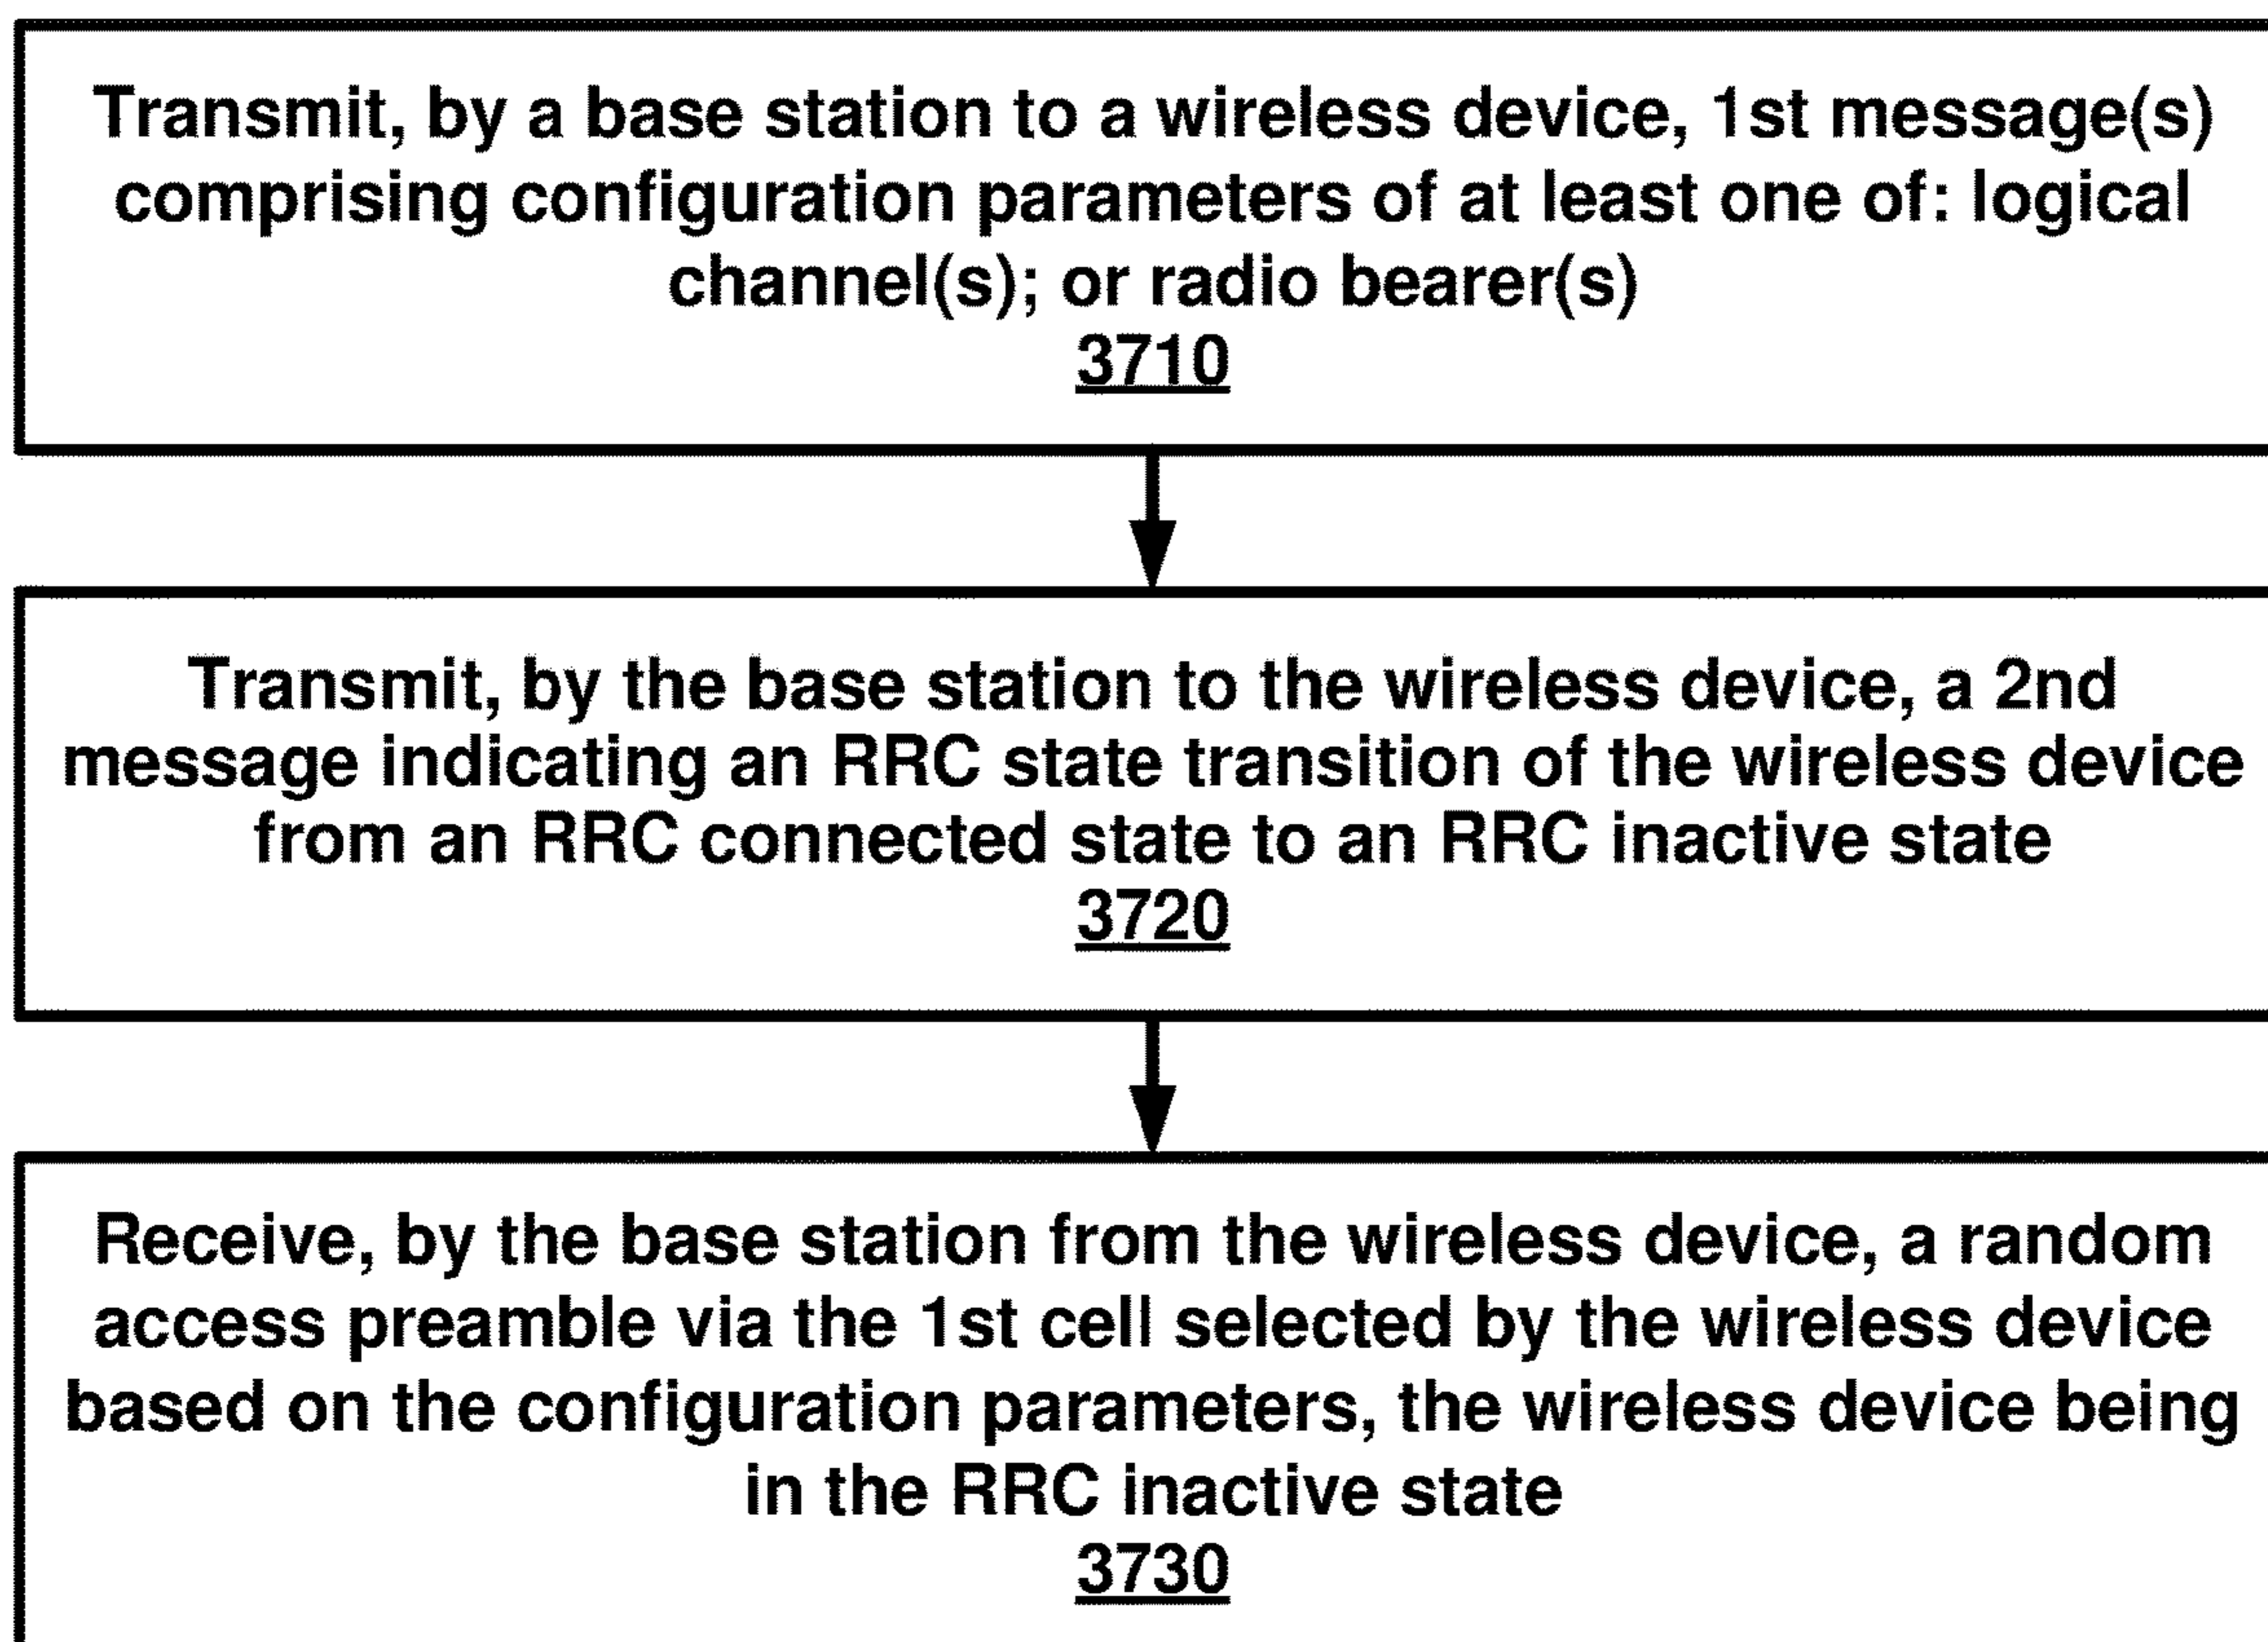 Transmit, by a base station to a wireless device, 1st message(s)
comprising configuration parameters of at least one of: logical
channel(s); or radio bearer(s)
3710
Transmit, by the base station to the wireless device, a 2nd
message indicating an RRC state transition of the wireless device
from an RRC connected state to an RRC inactive state
3720
Receive, by the base station from the wireless device, a random
access preamble via the 1st cell selected by the wireless device
based on the configuration parameters, the wireless device being
in the RRC inactive state
3730